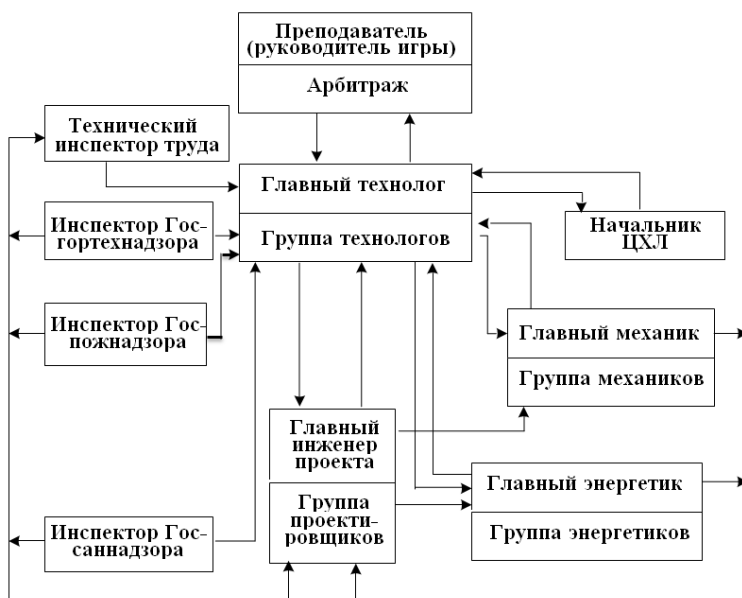 Преподаватель
(руководитель игры)
Арбитраж
Технический
инспектор труда
Главный технолог
Группа технологов
Инспектор Гос-
гортехнадзора
Начальник
ЦХЛ
Инспектор Гос-
пожнадзора
Главный механик
Группа механиков
Главный
инженер
проекта
Группа
проекти-
ровщиков
Главный энергетик
Группа энергетиков
Инспектор Гос-
саннадзора